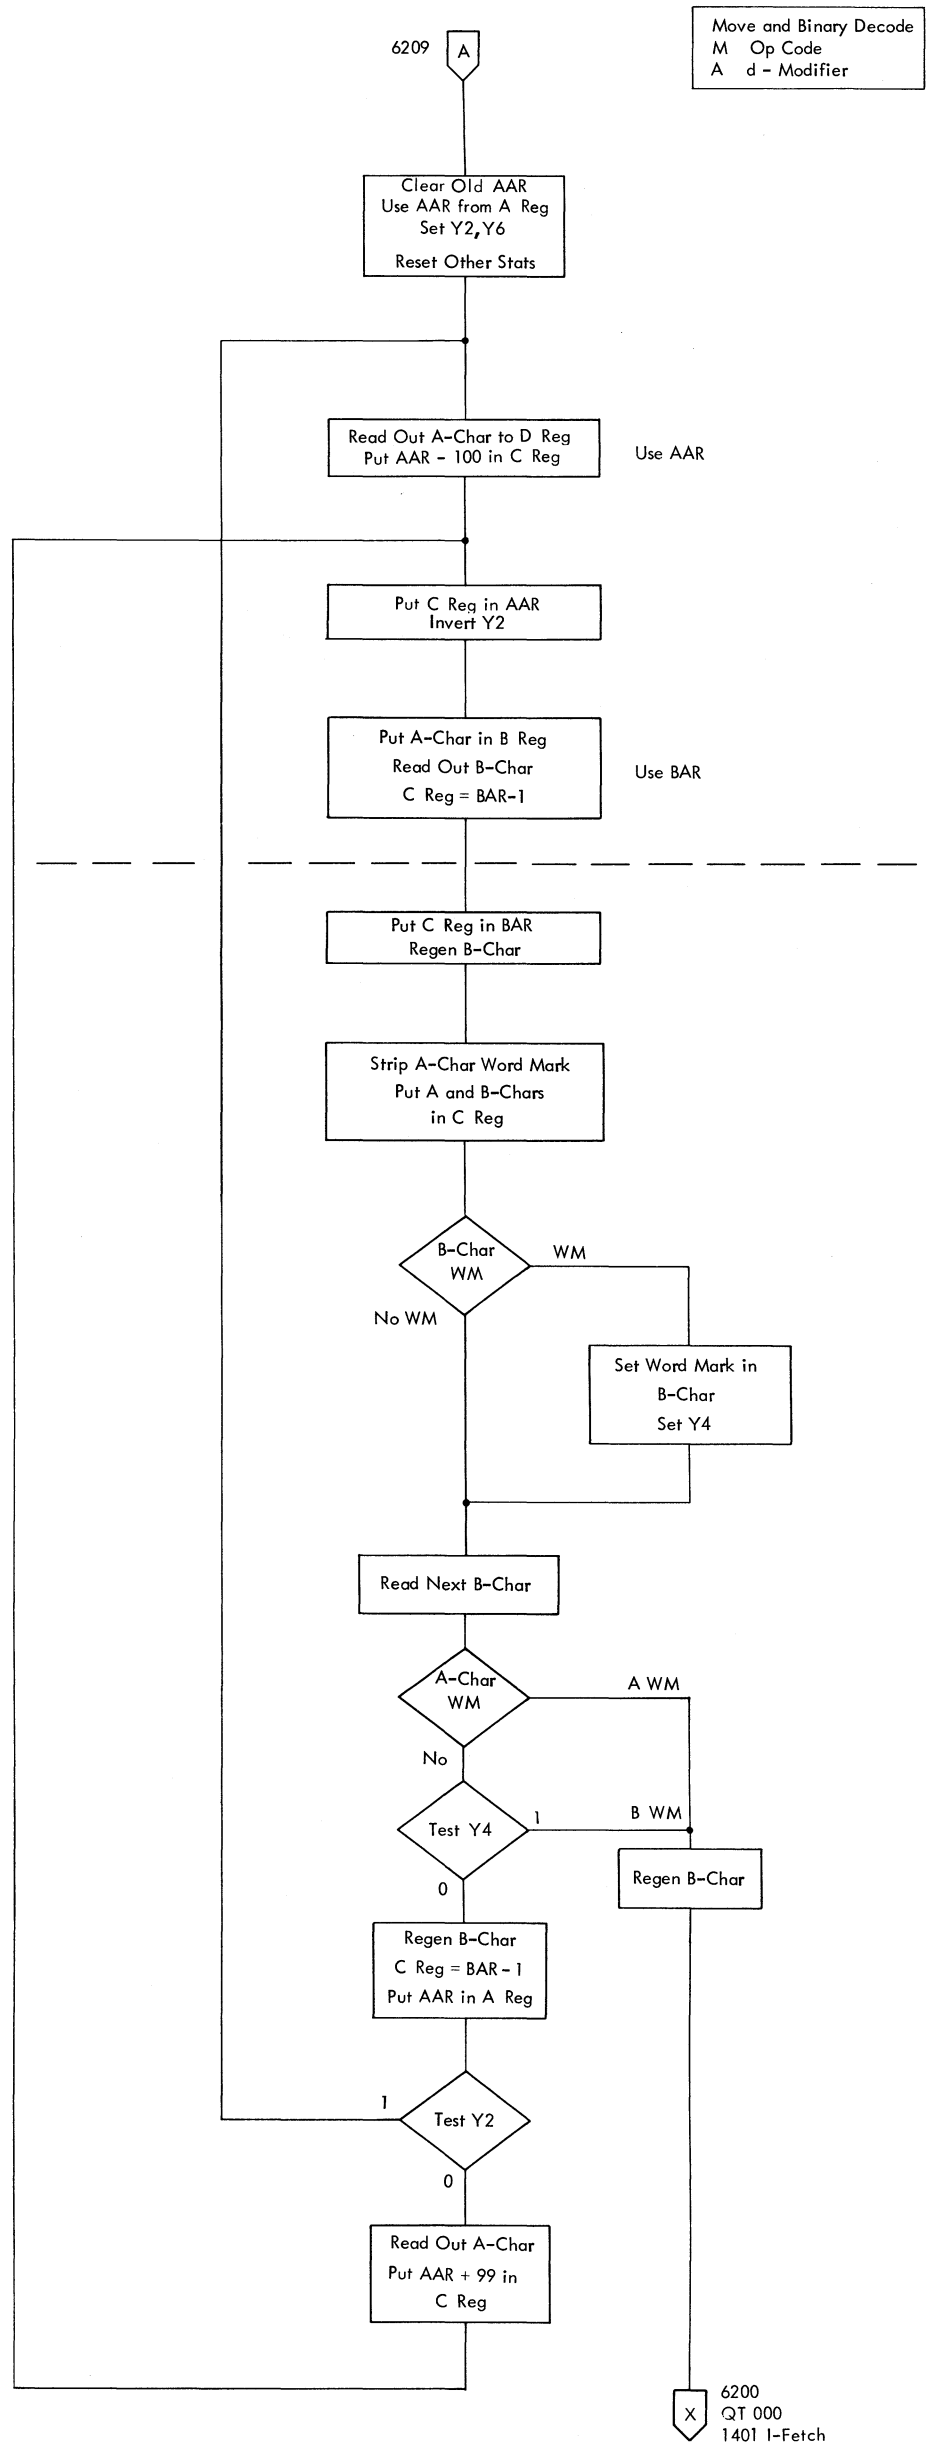 Move and Binary Decode
M Op Code
A d - Modifier
6209
A
Clear Old AAR
Use AAR from A Reg
Set Y2, Y6
Reset Other Stats
Read Out A-Char to D Reg
Put AAR - 100 in C Reg
Use AAR
Put C Reg in AAR
Invert Y2
Put A-Char in B Reg
Read Out B-Char
C Reg = BAR-1
Use BAR
Put C Reg in BAR
Regen B-Char
Strip A-Char Word Mark
Put A and B-Chars
in C Reg
B-Char
WM
WM
No WM
Set Word Mark in
B-Char
Set Y4
Read Next B-Char
A-Char
WM
A WM
No
Test Y4
1
B WM
0
Regen B-Char
Regen B-Char
C Reg = BAR - 1
Put AAR in A Reg
1
Test Y2
0
Read Out A-Char
Put AAR + 99 in
C Reg
X
6200
QT 000
1401 I-Fetch